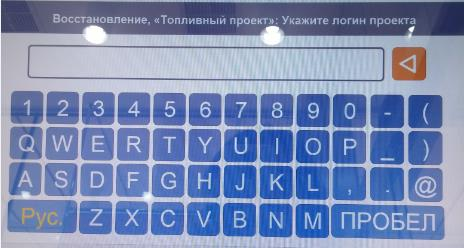 Восстановление, «Топливный проект»: Укажите логин проекта
1 2 3 4 5 6 7 8 9 0 - (
Q W E R T Y U I O P _ )
A S D F G H J K L , . @
Рус. Z X C V B N M ПРОБЕЛ